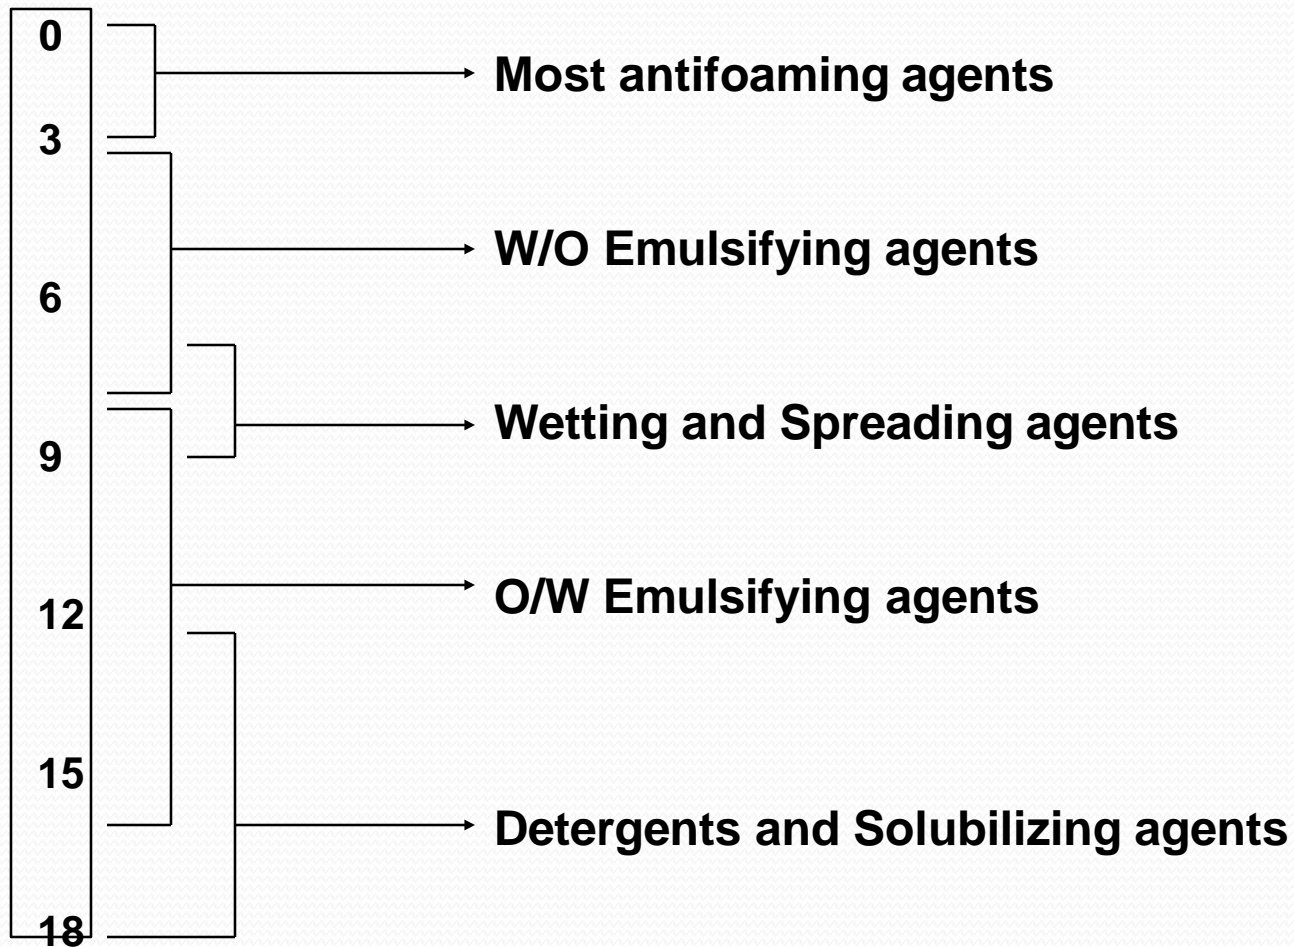 0
Most antifoaming agents
3
W/O Emulsifying agents
6
Wetting and Spreading agents
9
O/W Emulsifying agents
12
15
Detergents and Solubilizing agents
18